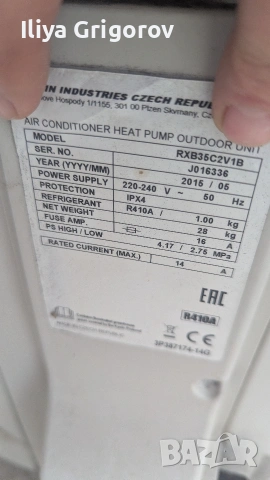 Iliya Grigorov
IN INDUSTRIES CZECH REPUBL
ove Hospody 1/1155, 301 00 Plzen Skvrnany, Cz
AIR CONDITIONER HEAT PUMP OUTDOOR UNIT
MODEL RXB35C2V1B
SER. NO. J016336
YEAR (YYYY/MM) 2015 / 05
POWER SUPPLY 220-240 V ~ 50 Hz
PROTECTION IPX4
REFRIGERANT R410A / 1.00 kg
NET WEIGHT 28 kg
FUSE AMP 16 A
PS HIGH / LOW 4.17 / 2.75 MPa
RATED CURRENT (MAX.) 14 A
EAC
R410A
CE
3P387174-14G
BAZAR